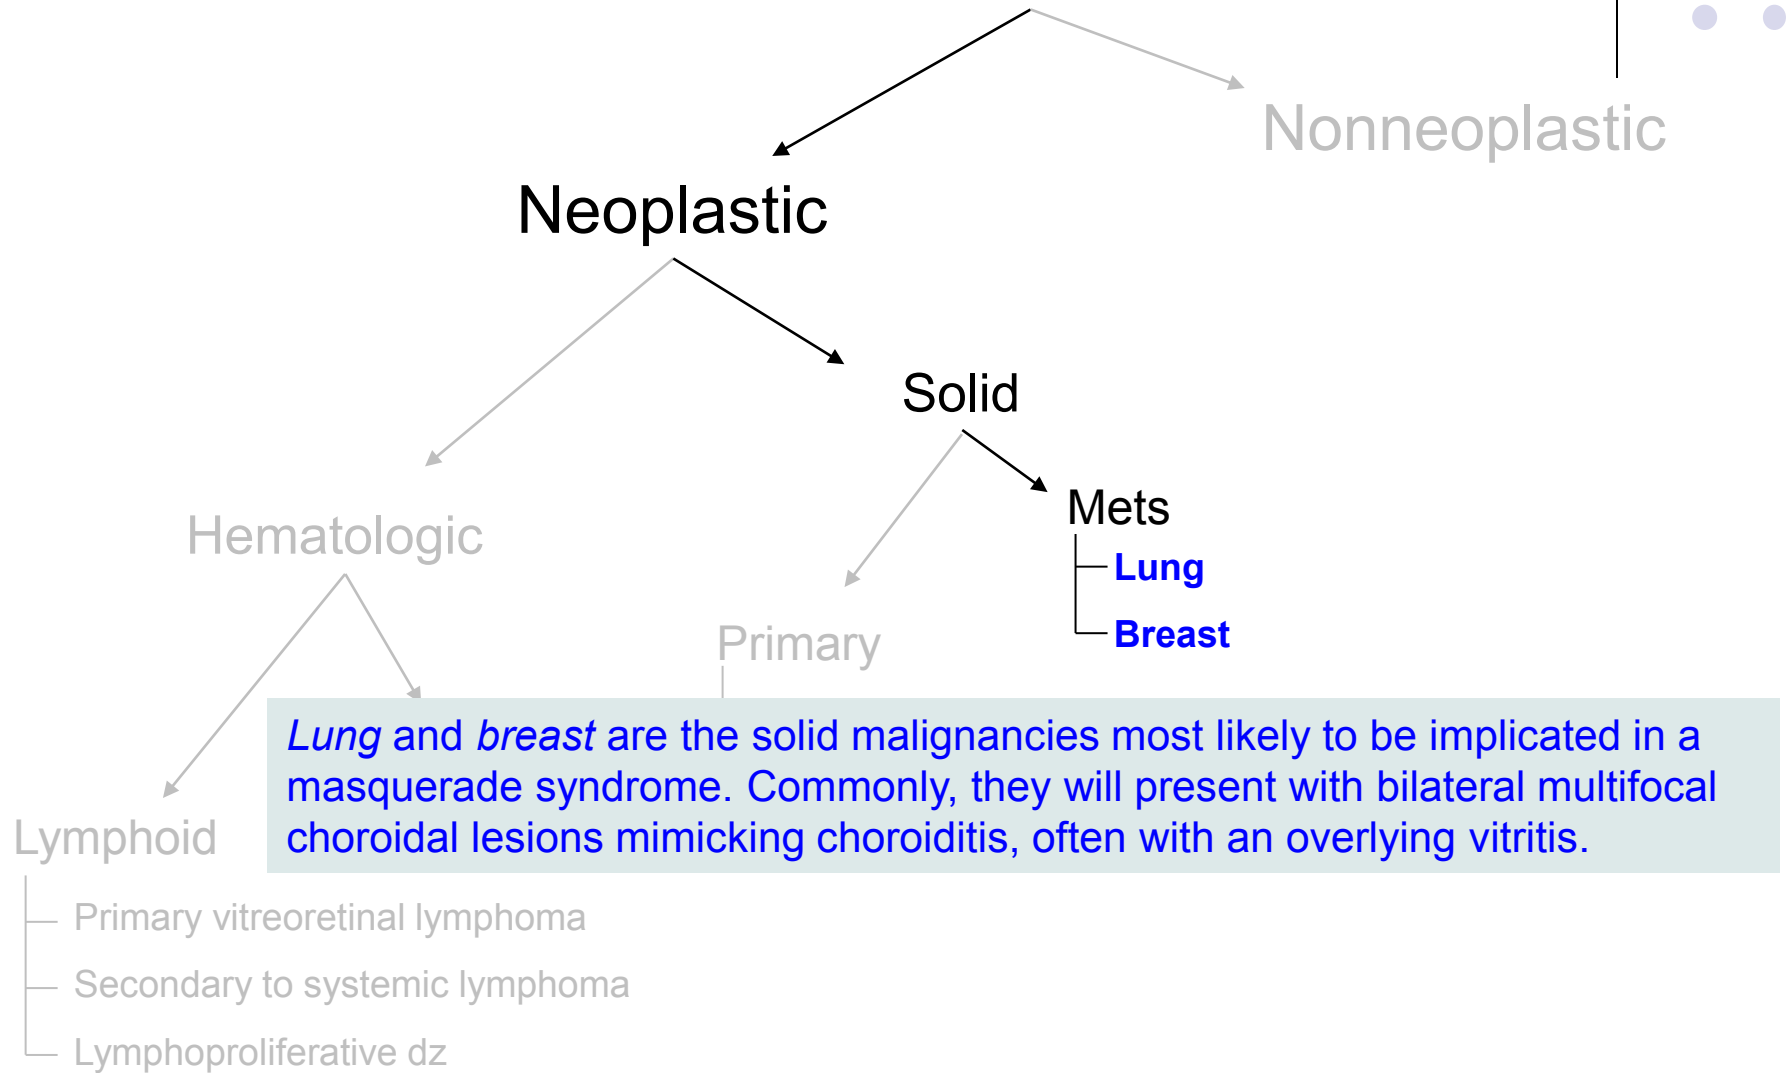 Nonneoplastic
Neoplastic
Solid
Mets
Hematologic
Lung
Breast
Primary
Lung and breast are the solid malignancies most likely to be implicated in a
masquerade syndrome. Commonly, they will present with bilateral multifocal
choroidal lesions mimicking choroiditis, often with an overlying vitritis.
Lymphoid
Primary vitreoretinal lymphoma
Secondary to systemic lymphoma
Lymphoproliferative dz